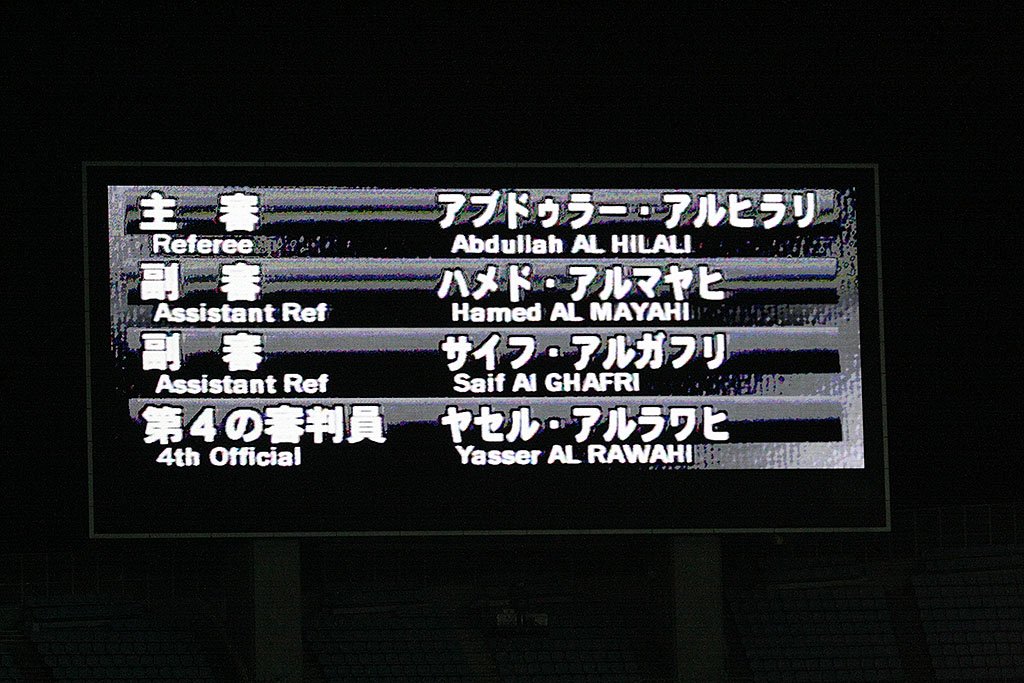 主 審 アブドゥラー・アルヒラリ
Referee Abdullah AL HILALI
副 審 ハメド・アルマヤヒ
Assistant Ref Hamed AL MAYAHI
副 審 サイフ・アルガフリ
Assistant Ref Saif Al GHAFRI
第4の審判員 ヤセル・アルラワヒ
4th Official Yasser AL RAWAHI